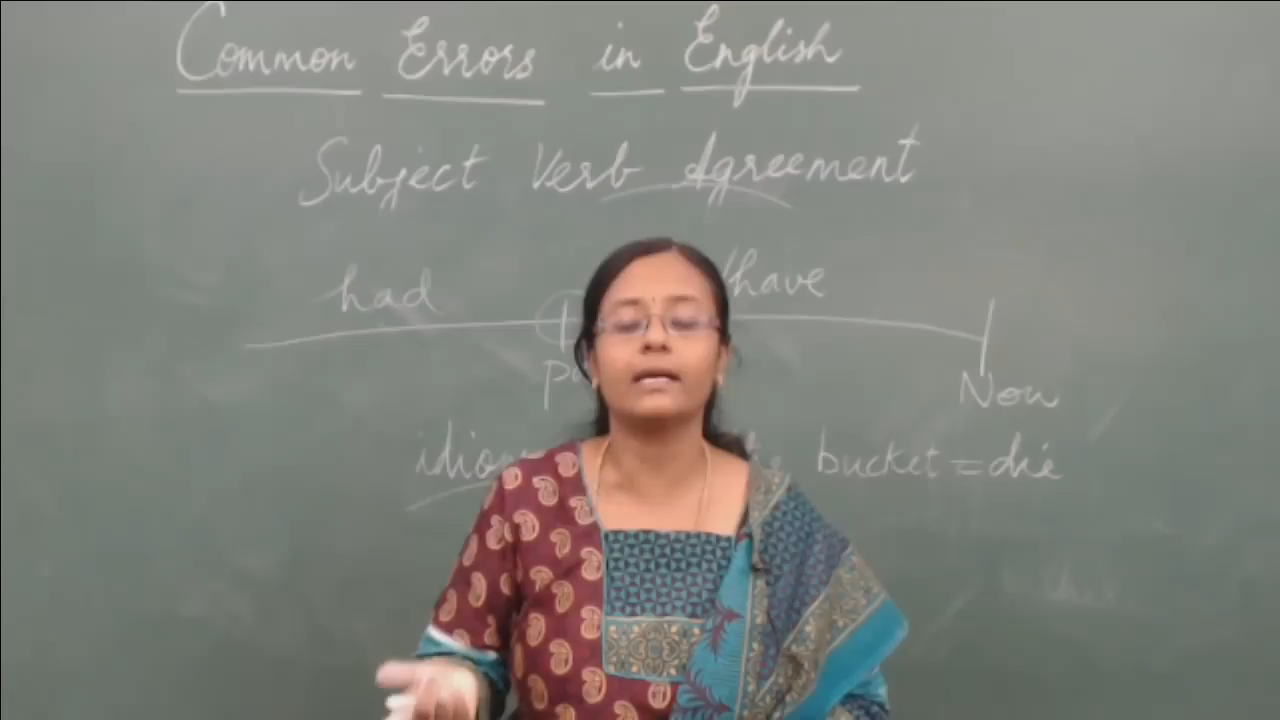 Common Errors in English
Subject Verb Agreement
had /have
Now
bucket = die